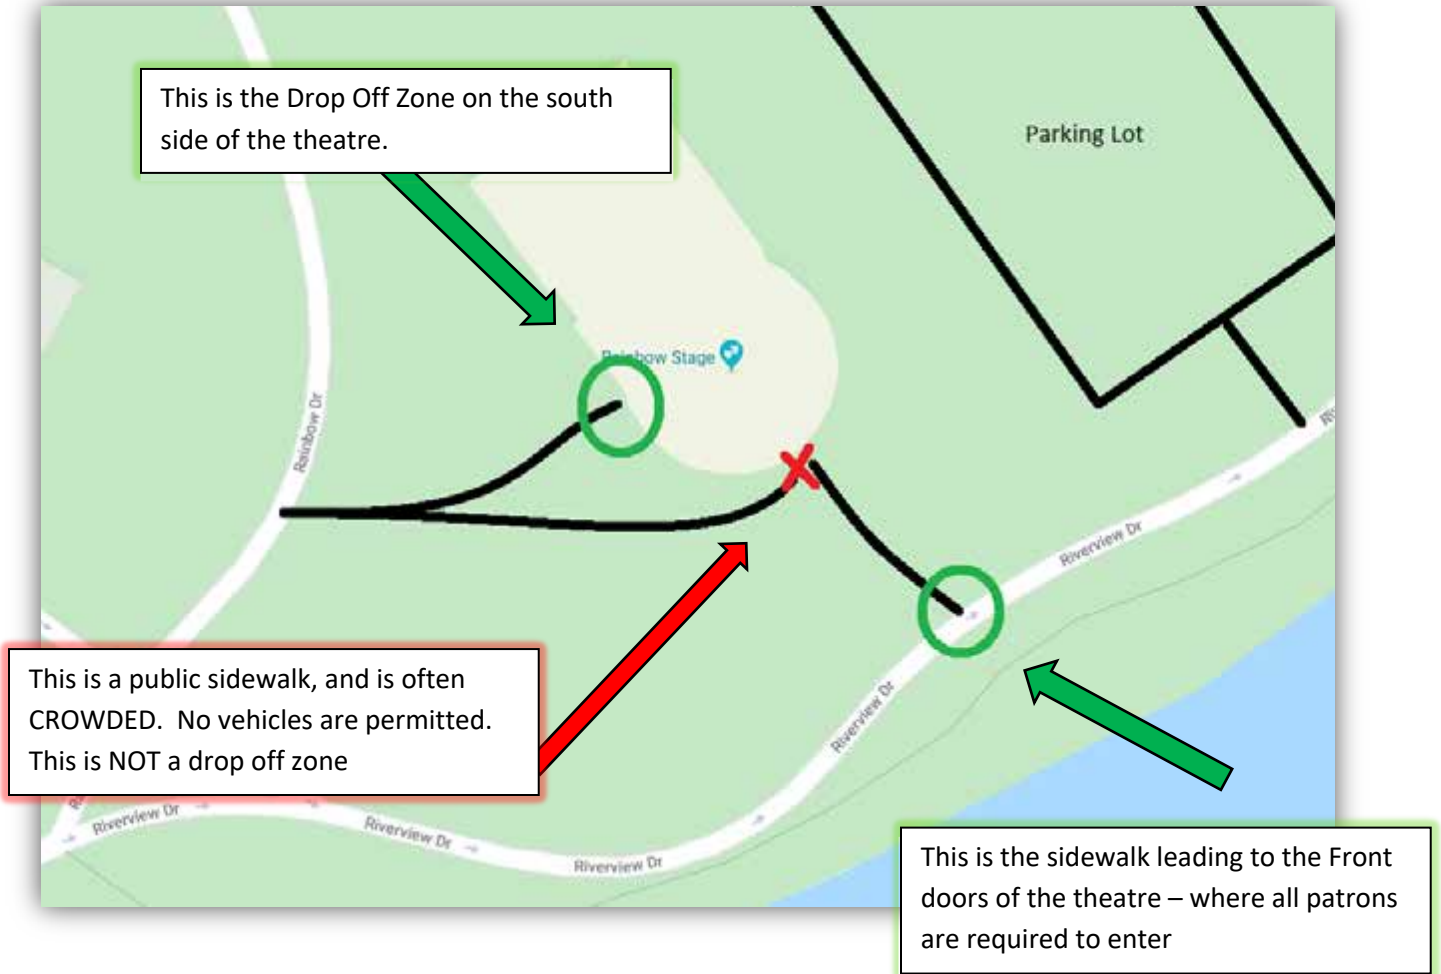 This is the Drop Off Zone on the south
side of the theatre.
Parking Lot
Rainbow Stage
Rainbow Dr
Riverview Dr
Riverview Dr
This is a public sidewalk, and is often
CROWDED.  No vehicles are permitted.
This is NOT a drop off zone
Riverview Dr
Riverview Dr
Riverview Dr
This is the sidewalk leading to the Front
doors of the theatre – where all patrons
are required to enter